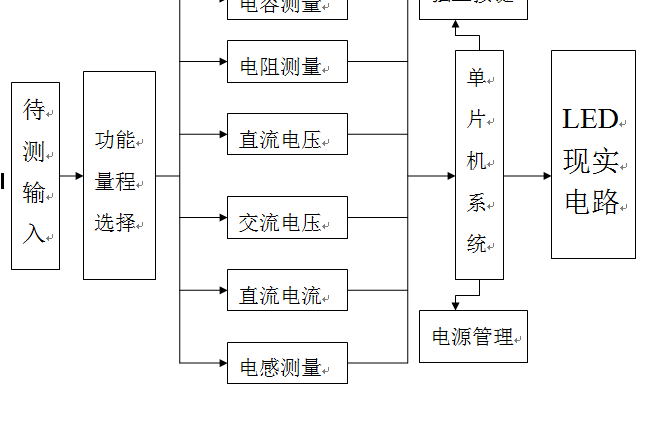 电容测量
电阻测量
直流电压
交流电压
直流电流
电感测量
待
测
输
入
功能
量程
选择
单
片
机
系
统
电源管理
LED
现实
电路